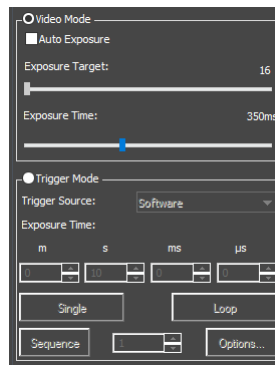 Video Mode
Auto Exposure
Exposure Target: 16
Exposure Time: 350ms
Trigger Mode
Trigger Source: Software
Exposure Time:
m s ms µs
0 10 0 0
Single Loop
Sequence 1 Options...